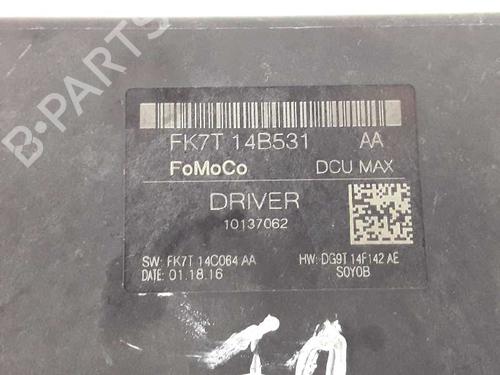 B-PARTS
FK7T 14B531 AA
FoMoCo DCU MAX
DRIVER
10137062
SW: FK7T 14C064 AA HW: DG9T 14F142 AE
DATE: 01.18.16 S0Y0B